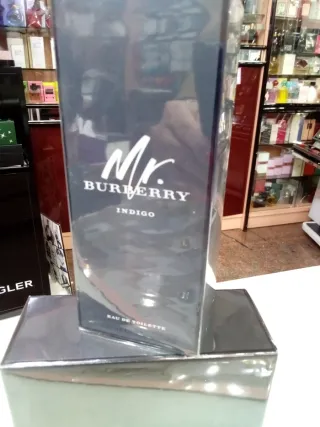 Mr.
BURBERRY
INDIGO
EAU DE TOILETTE
GLER